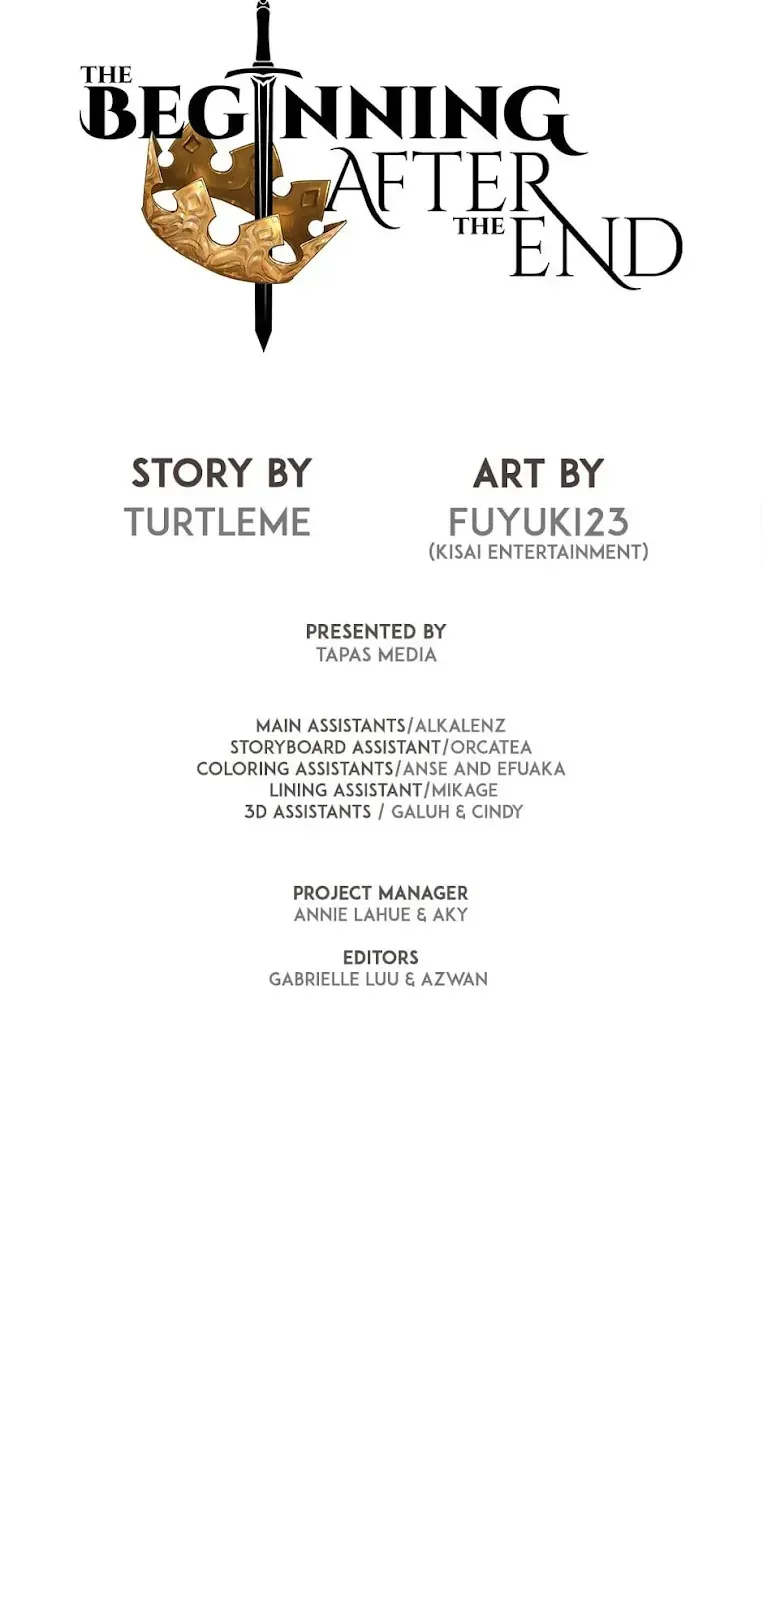 THE
BEGINNING
AFTER
THE END
STORY BY
TURTLEME
ART BY
FUYUKI23
(KISAI ENTERTAINMENT)
PRESENTED BY
TAPAS MEDIA
MAIN ASSISTANTS/ALKALENZ
STORYBOARD ASSISTANT/ORCATEA
COLORING ASSISTANTS/ANSE AND EFUAKA
LINING ASSISTANT/MIKAGE
3D ASSISTANTS / GALUH & CINDY
PROJECT MANAGER
ANNIE LAHUE & AKY
EDITORS
GABRIELLE LUU & AZWAN